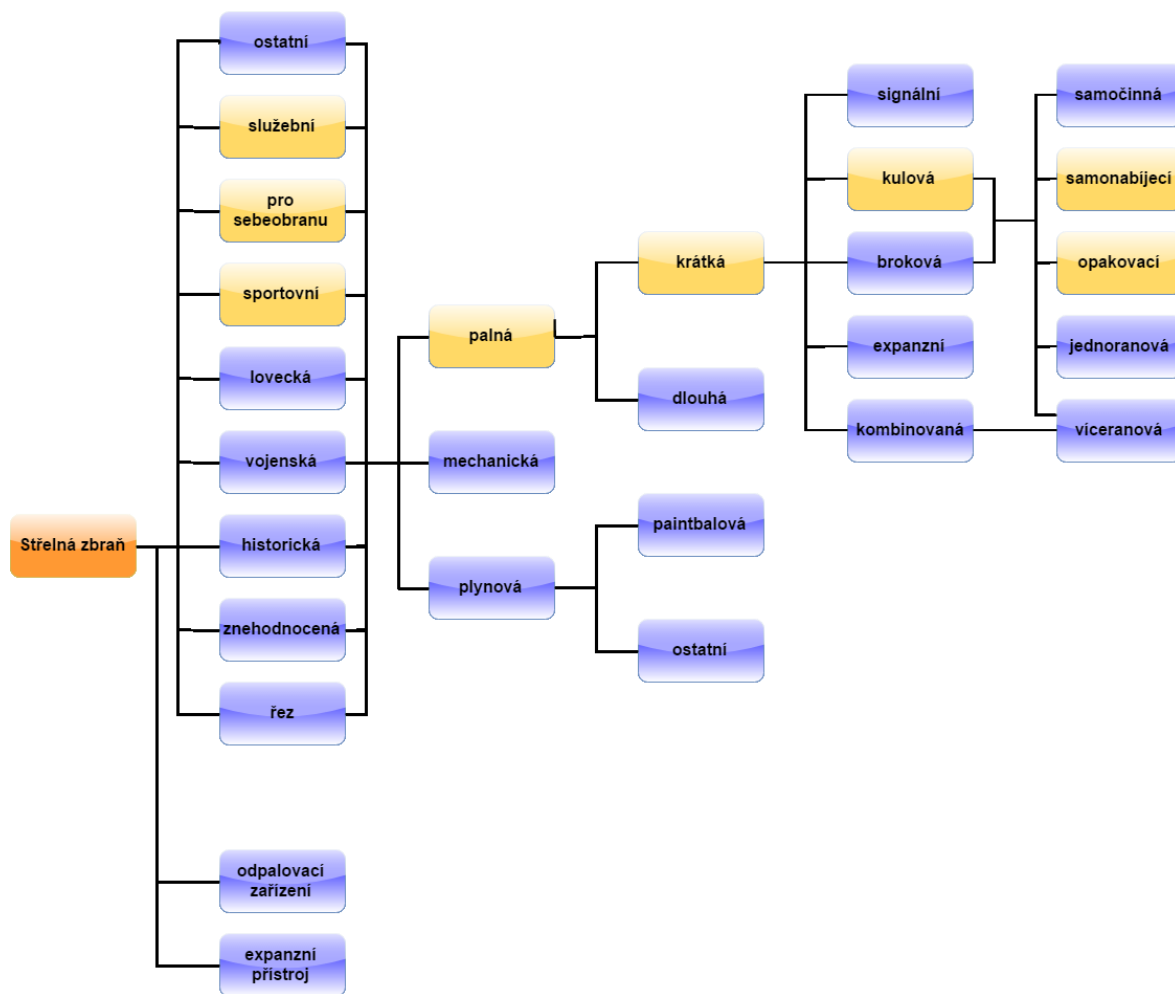 Střelná zbraň
ostatní
služební
pro
sebeobranu
sportovní
lovecká
vojenská
historická
znehodnocená
řez
odpalovací
zařízení
expanzní
přístroj
palná
mechanická
plynová
krátká
dlouhá
paintbalová
ostatní
signální
kulová
broková
expanzní
kombinovaná
samočinná
samonabíjecí
opakovací
jednoranová
víceranová